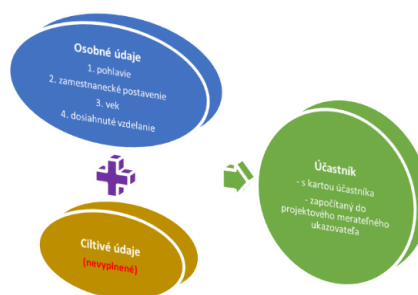 Osobné údaje
1. pohlavie
2. zamestnanecké postavenie
3. vek
4. dosiahnuté vzdelanie
Citlivé údaje
(nevyplnené)
Účastník
- s kartou účastníka
- započítaný do
projektového merateľného
ukazovateľa